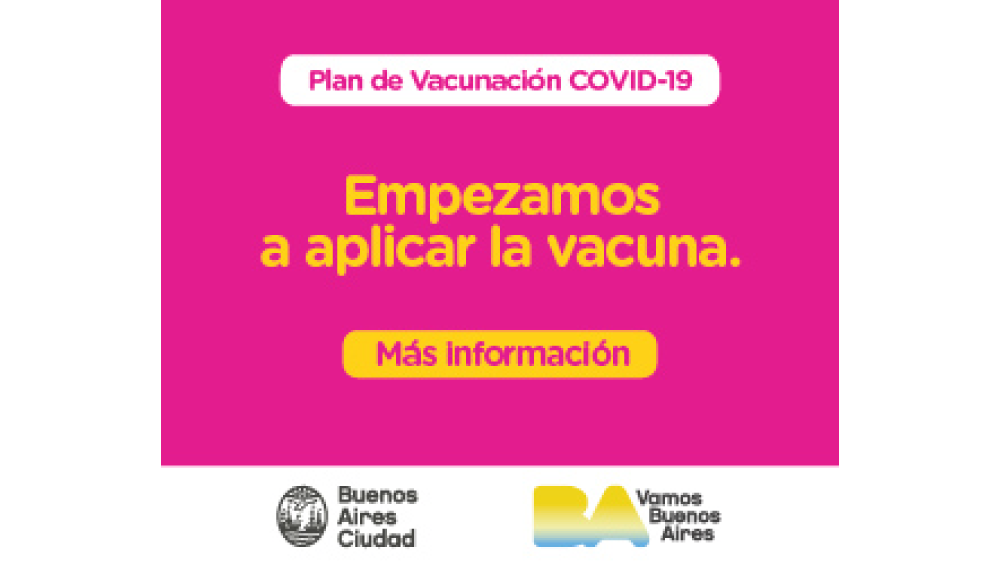 Plan de Vacunación COVID-19
Empezamos
a aplicar la vacuna.
Más información
Buenos
Aires
Ciudad
BA
Vamos
Buenos
Aires